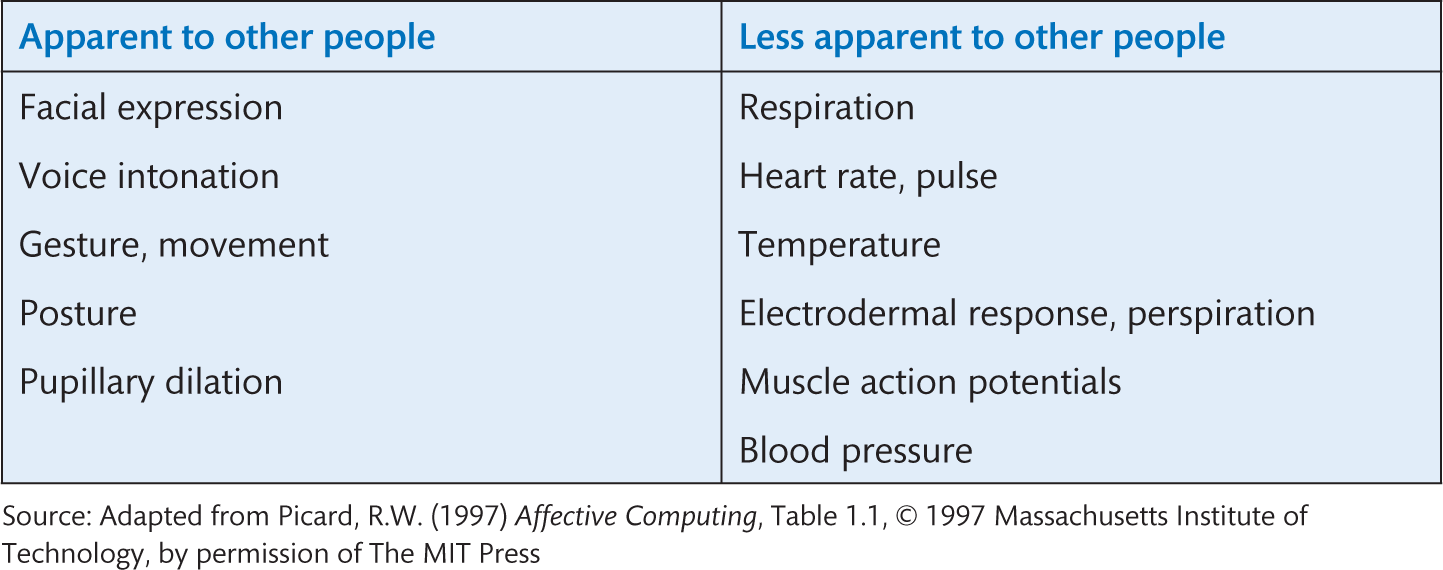 Apparent to other people Less apparent to other people
Facial expression Respiration
Voice intonation Heart rate, pulse
Gesture, movement Temperature
Posture Electrodermal response, perspiration
Pupillary dilation Muscle action potentials
Blood pressure
Source: Adapted from Picard, R.W. (1997) Affective Computing, Table 1.1, © 1997 Massachusetts Institute of
Technology, by permission of The MIT Press